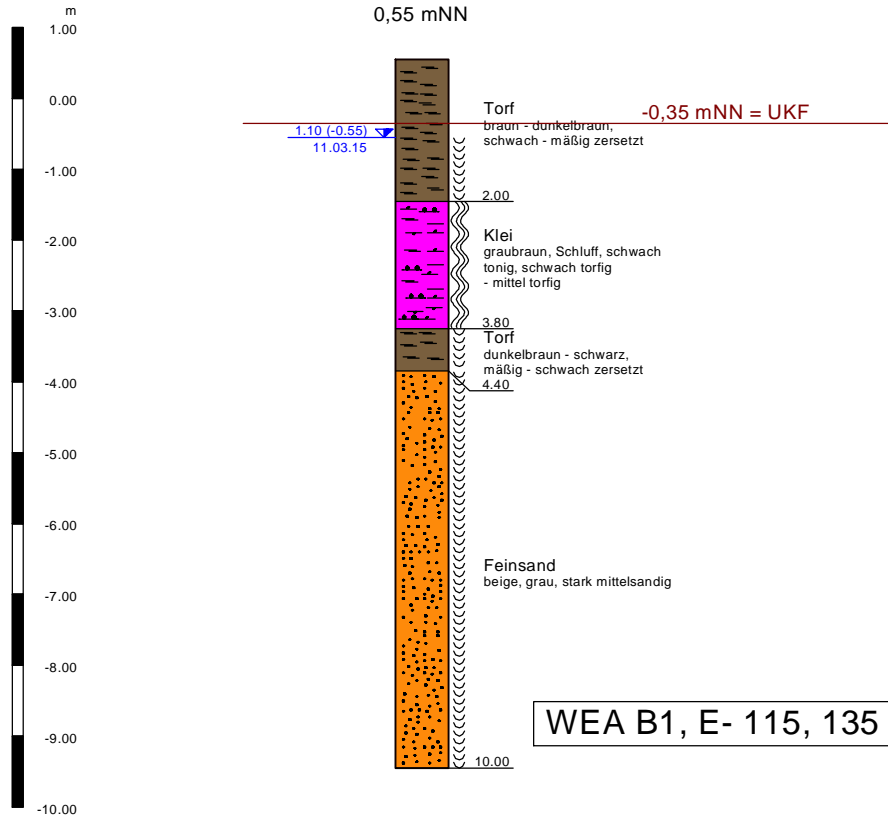 m
0,55 mNN
1.00
0.00
-1.00
-2.00
-3.00
-4.00
-5.00
-6.00
-7.00
-8.00
-9.00
-10.00
-0,35 mNN = UKF
1.10 (-0.55)
11.03.15
Torf
braun - dunkelbraun,
schwach - mäßig zersetzt
2.00
Klei
graubraun, Schluff, schwach
tonig, schwach torfig
- mittel torfig
3.80
Torf
dunkelbraun - schwarz,
mäßig - schwach zersetzt
4.40
Feinsand
beige, grau, stark mittelsandig
WEA B1, E- 115, 135
10.00